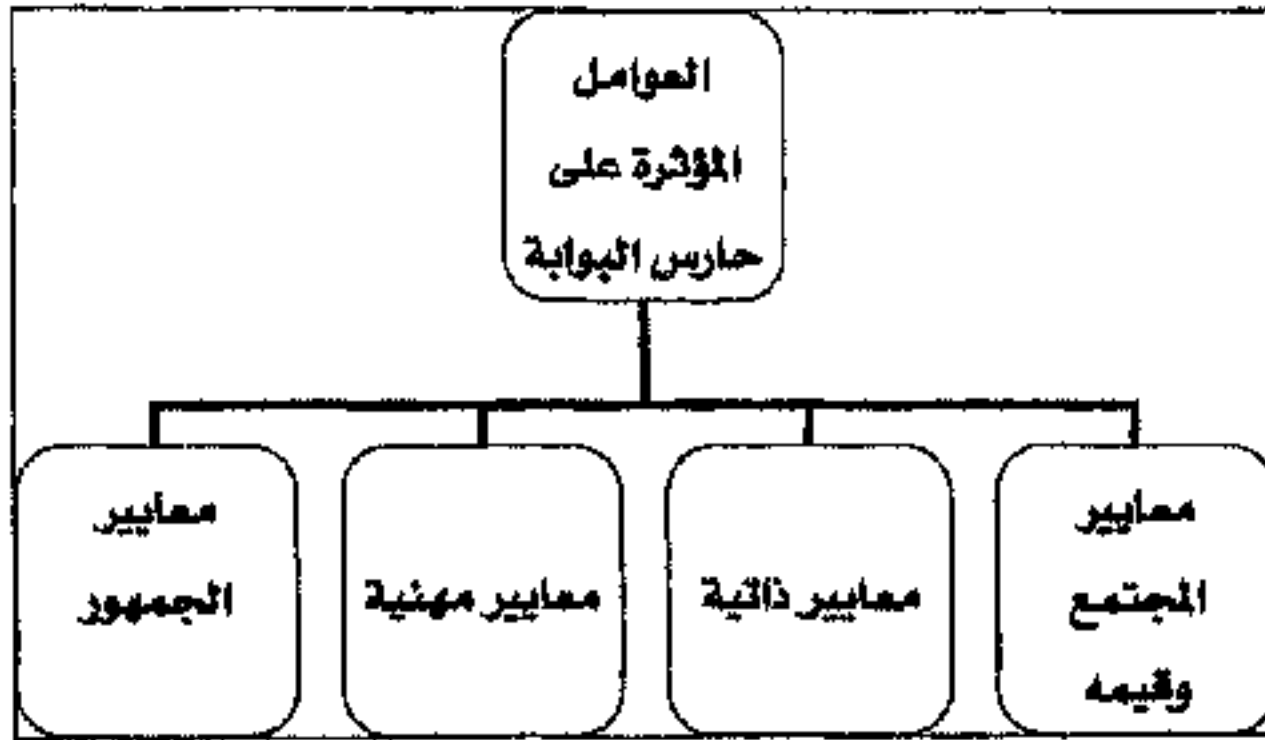 العوامل
المؤثرة على
حارس البوابة
معايير
المجتمع
وقيمه
معايير ذاتية
معايير مهنية
معايير
الجمهور